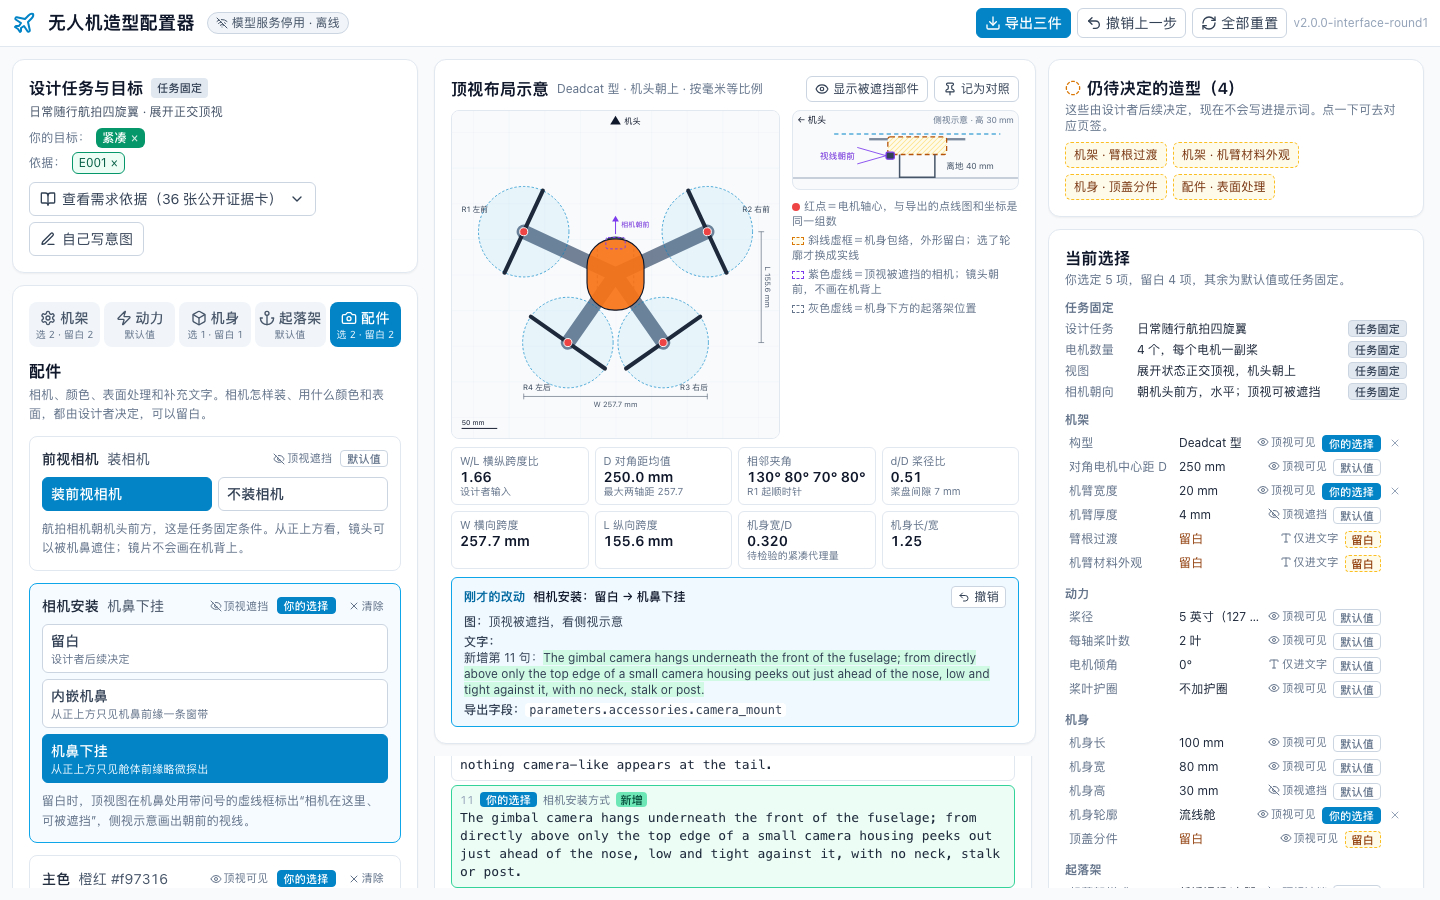 无人机造型配置器
模型服务停用 · 离线
导出三件
撤销上一步
全部重置
v2.0.0-interface-round1
设计任务与目标 任务固定
日常随行航拍四旋翼 · 展开正交顶视
你的目标： 紧凑 ×
依据： E001 ×
查看需求依据（36 张公开证据卡）
自己写意图
机架
选 2 · 留白 2
动力
默认值
机身
选 1 · 留白 1
起落架
默认值
配件
选 2 · 留白 2
配件
相机、颜色、表面处理和补充文字。相机怎样装、用什么颜色和表
面，都由设计者决定，可以留白。
前视相机 装相机 顶视遮挡 默认值
装前视相机 不装相机
航拍相机朝机头前方，这是任务固定条件。从正上方看，镜头可
以被机鼻遮住；镜片不会画在机背上。
相机安装 机鼻下挂 顶视遮挡 你的选择 × 清除
留白
设计者后续决定
内嵌机鼻
从正上方只见机鼻前缘一条窗带
机鼻下挂
从正上方只见舱体前缘略微探出
留白时，顶视图在机鼻处用带问号的虚线框标出“相机在这里、
可被遮挡”，侧视示意画出朝前的视线。
主色 橙红 #f97316 顶视可见 你的选择 × 清除
顶视布局示意 Deadcat 型 · 机头朝上 · 按毫米等比例
显示被遮挡部件
记为对照
机头
R1 左前
R2 右前
相机朝前
L 155.6 mm
R4 左后
R3 右后
W 257.7 mm
50 mm
← 机头
侧视示意 · 高 30 mm
视线朝前
离地 40 mm
红点＝电机轴心，与导出的点线图和坐标是
同一组数
斜线虚框＝机身包络，外形留白；选了轮
廓才换成实线
紫色虚线＝顶视被遮挡的相机；镜头朝
前，不画在机背上
灰色虚线＝机身下方的起落架位置
W/L 横纵跨度比
1.66
设计者输入
D 对角距均值
250.0 mm
最大两轴距 257.7
相邻夹角
130° 80° 70° 80°
R1 起顺时针
d/D 桨径比
0.51
桨盘间隙 7 mm
W 横向跨度
257.7 mm
L 纵向跨度
155.6 mm
机身宽/D
0.320
待检验的紧凑代理量
机身长/宽
1.25
刚才的改动 相机安装：留白 → 机鼻下挂
撤销
图：顶视被遮挡，看侧视示意
文字：
新增第 11 句：The gimbal camera hangs underneath the front of the fuselage; from directly
above only the top edge of a small camera housing peeks out just ahead of the nose, low and
tight against it, with no neck, stalk or post.
导出字段： parameters.accessories.camera_mount
nothing camera-like appears at the tail.
11 你的选择 相机安装方式 新增
The gimbal camera hangs underneath the front of the fuselage; from
directly above only the top edge of a small camera housing peeks out
just ahead of the nose, low and tight against it, with no neck, stalk
or post.
仍待决定的造型（4）
这些由设计者后续决定，现在不会写进提示词。点一下可去对
应页签。
机架 · 臂根过渡
机架 · 机臂材料外观
机身 · 顶盖分件
配件 · 表面处理
当前选择
你选定 5 项，留白 4 项，其余为默认值或任务固定。
任务固定
设计任务 日常随行航拍四旋翼 任务固定
电机数量 4 个，每个电机一副桨 任务固定
视图 展开状态正交顶视，机头朝上 任务固定
相机朝向 朝机头前方，水平；顶视可被遮挡 任务固定
机架
构型 Deadcat 型 顶视可见 你的选择 ×
对角电机中心距 D 250 mm 顶视可见 默认值
机臂宽度 20 mm 顶视可见 你的选择 ×
机臂厚度 4 mm 顶视遮挡 默认值
臂根过渡 留白 仅进文字 留白
机臂材料外观 留白 仅进文字 留白
动力
桨径 5 英寸（127 ... 顶视可见 默认值
每轴桨叶数 2 叶 顶视可见 默认值
电机倾角 0° 仅进文字 默认值
桨叶护圈 不加护圈 顶视可见 默认值
机身
机身长 100 mm 顶视可见 默认值
机身宽 80 mm 顶视可见 默认值
机身高 30 mm 顶视遮挡 默认值
机身轮廓 流线舱 顶视可见 你的选择 ×
顶盖分件 留白 顶视可见 留白
起落架